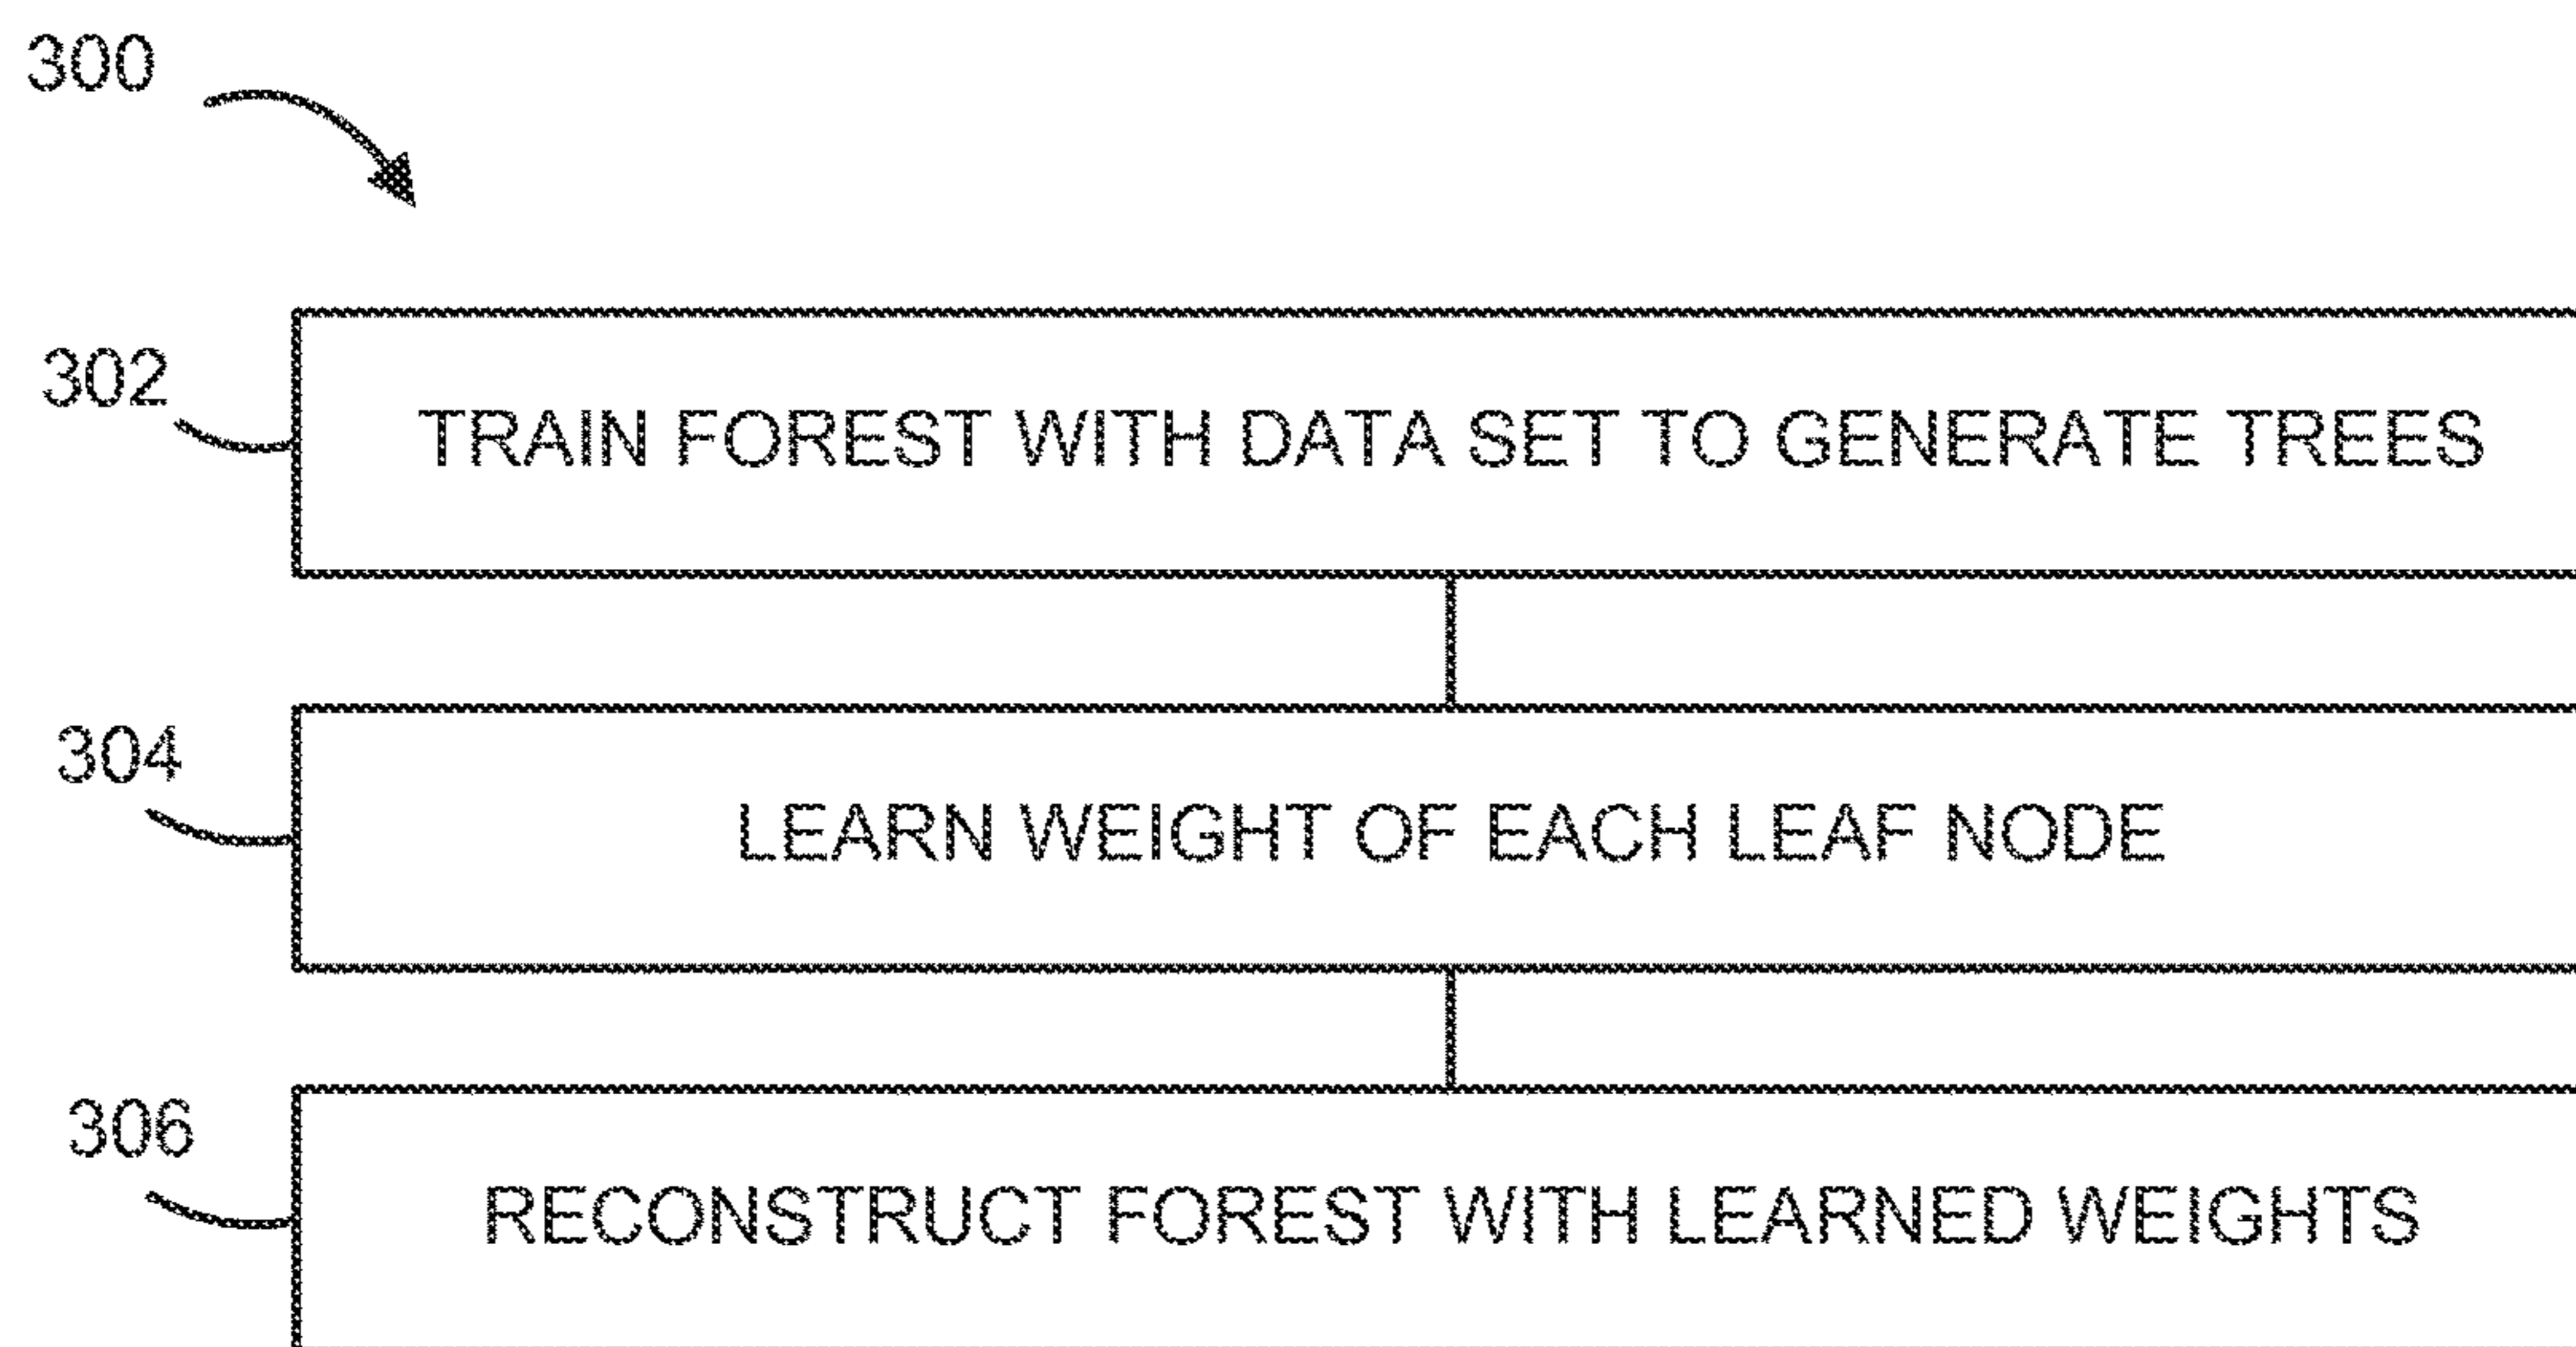 300
302
TRAIN FOREST WITH DATA SET TO GENERATE TREES
304
LEARN WEIGHT OF EACH LEAF NODE
306
RECONSTRUCT FOREST WITH LEARNED WEIGHTS